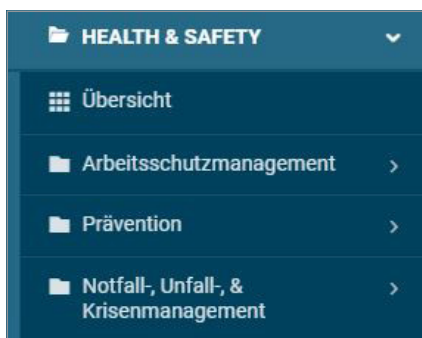 HEALTH & SAFETY
Übersicht
Arbeitsschutzmanagement
Prävention
Notfall-, Unfall-, &
Krisenmanagement